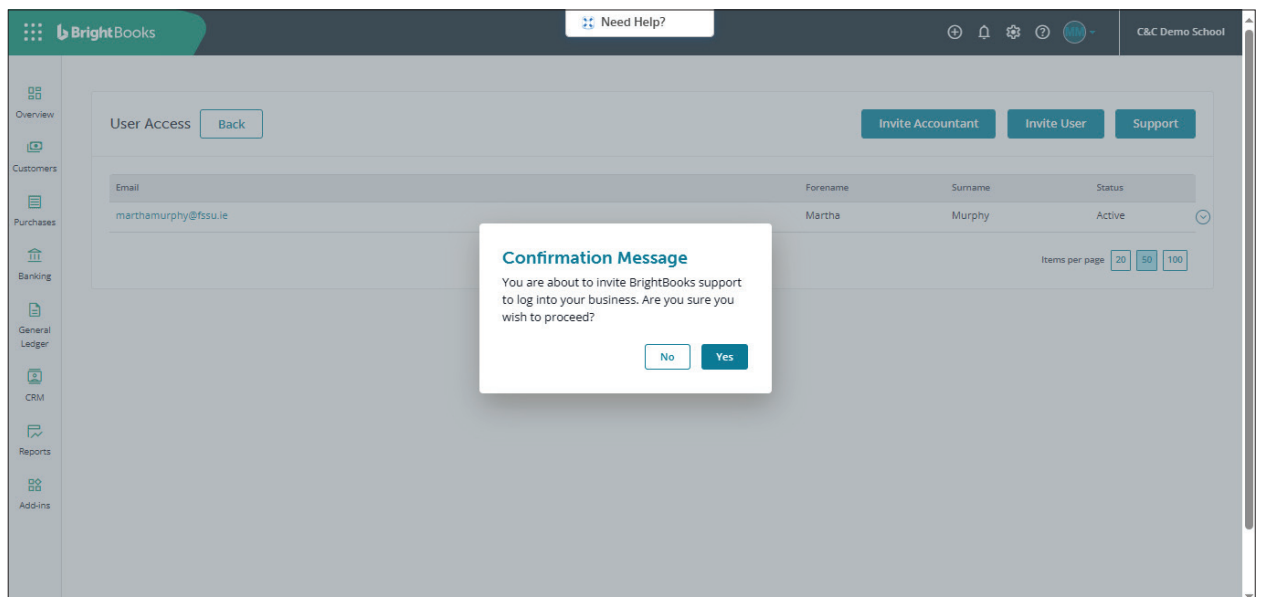 Need Help?
BrightBooks
MM
C&C Demo School
Overview
Customers
Purchases
Banking
General
Ledger
CRM
Reports
Add-ins
User Access
Back
Invite Accountant
Invite User
Support
Email
Forename
Surname
Status
marthamurphy@fssu.ie
Martha
Murphy
Active
Items per page
20
50
100
Confirmation Message
You are about to invite BrightBooks support
to log into your business. Are you sure you
wish to proceed?
No
Yes